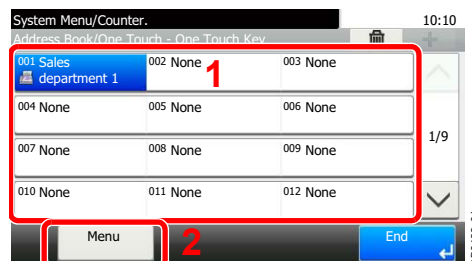 System Menu/Counter.
10:10
Address Book/One Touch - One Touch Key
001 Sales department 1
002 None
003 None
1
004 None
005 None
006 None
1/9
007 None
008 None
009 None
010 None
011 None
012 None
Menu
2
End